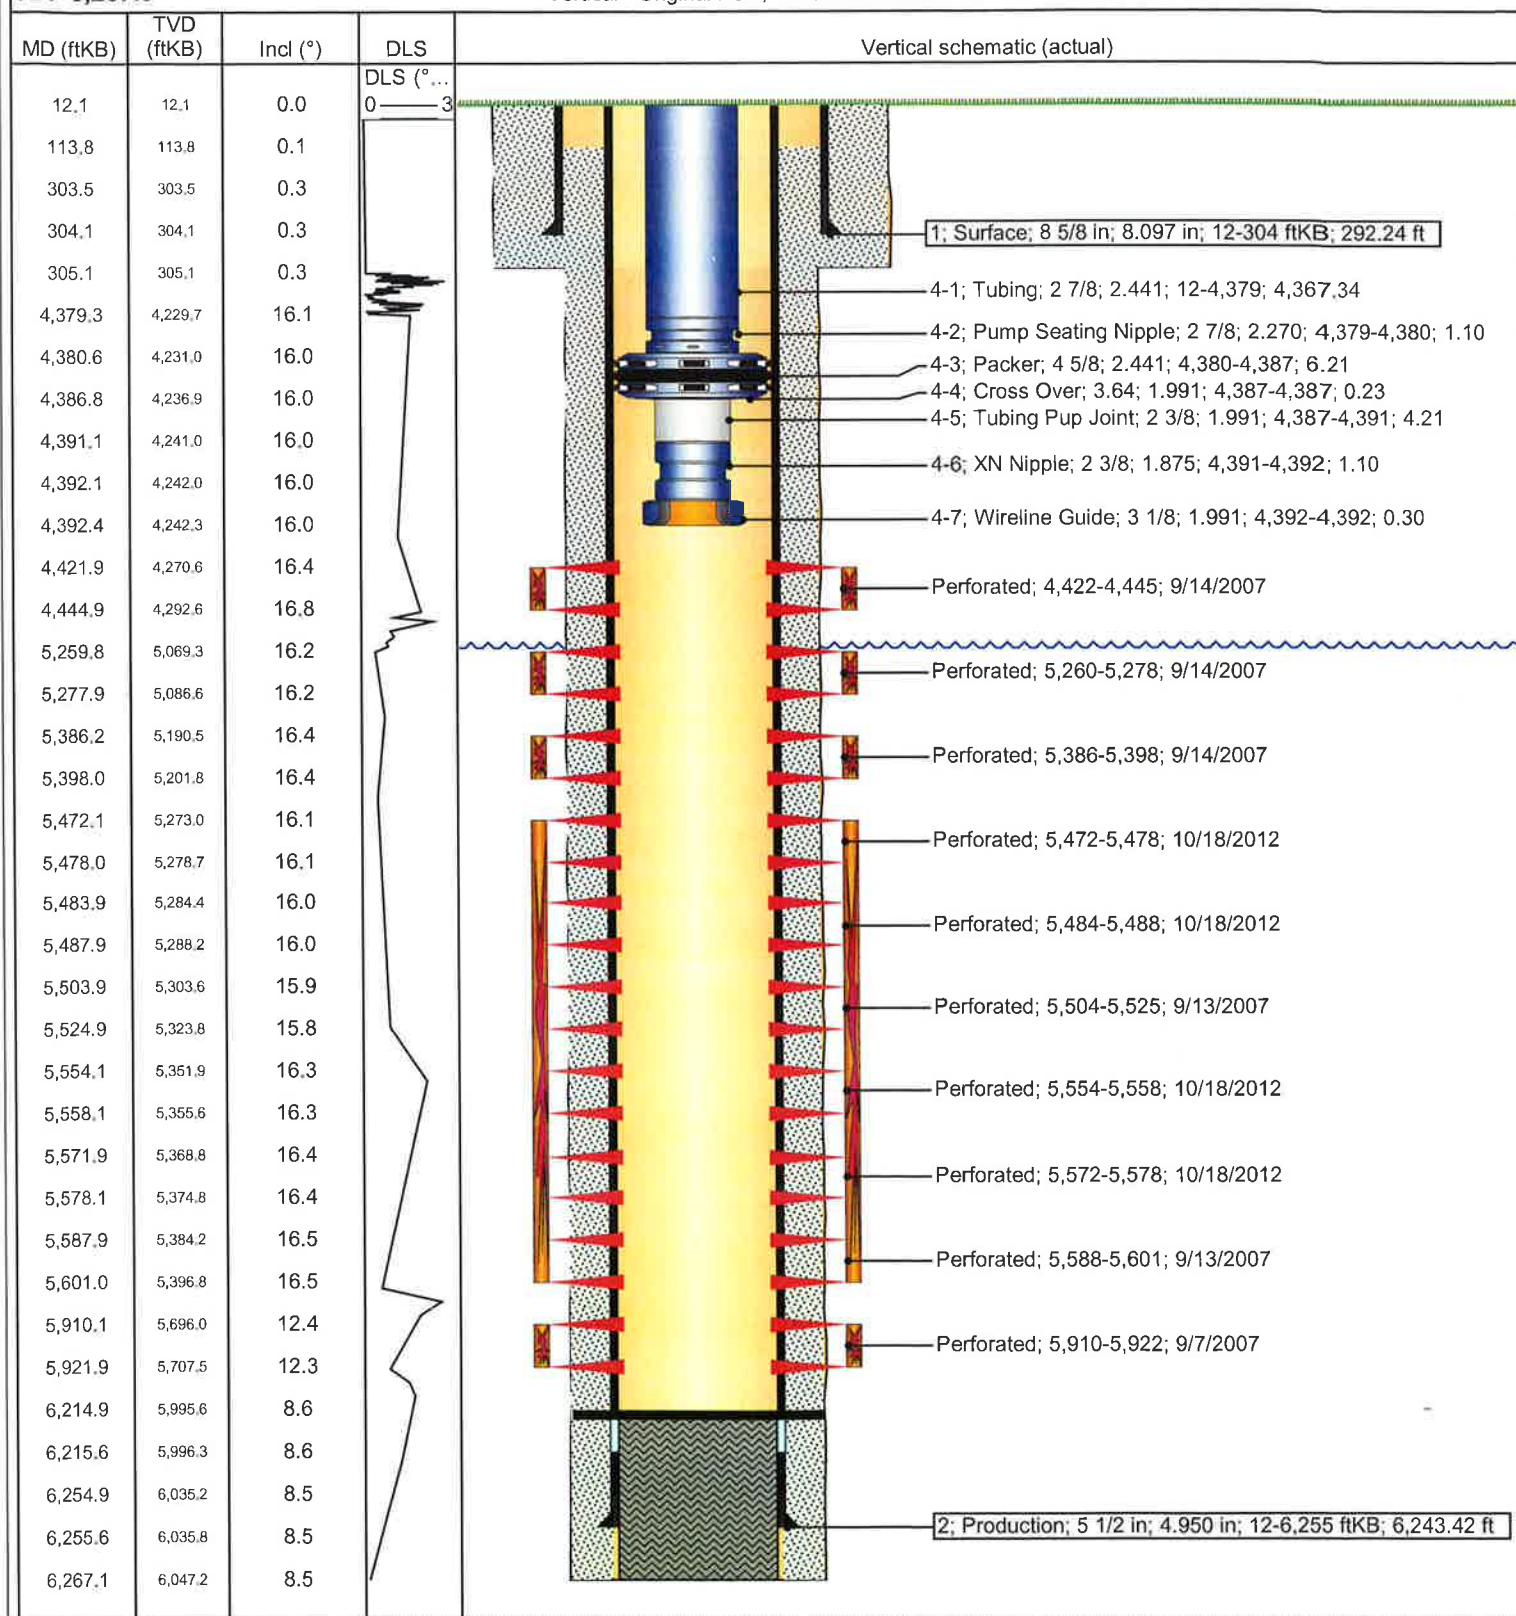 MD (ftKB) TVD (ftKB) Incl (°) DLS Vertical schematic (actual)
DLS (°...
12.1 12.1 0.0 0 3
113.8 113.8 0.1
303.5 303.5 0.3
304.1 304.1 0.3
1; Surface; 8 5/8 in; 8.097 in; 12-304 ftKB; 292.24 ft
305.1 305.1 0.3
4-1; Tubing; 2 7/8; 2.441; 12-4,379; 4,367.34
4,379.3 4,229.7 16.1
4-2; Pump Seating Nipple; 2 7/8; 2.270; 4,379-4,380; 1.10
4,380.6 4,231.0 16.0
4-3; Packer; 4 5/8; 2.441; 4,380-4,387; 6.21
4-4; Cross Over; 3.64; 1.991; 4,387-4,387; 0.23
4,386.8 4,236.9 16.0
4-5; Tubing Pup Joint; 2 3/8; 1.991; 4,387-4,391; 4.21
4,391.1 4,241.0 16.0
4-6; XN Nipple; 2 3/8; 1.875; 4,391-4,392; 1.10
4,392.1 4,242.0 16.0
4-7; Wireline Guide; 3 1/8; 1.991; 4,392-4,392; 0.30
4,392.4 4,242.3 16.0
4,421.9 4,270.6 16.4
Perforated; 4,422-4,445; 9/14/2007
4,444.9 4,292.6 16.8
5,259.8 5,069.3 16.2
Perforated; 5,260-5,278; 9/14/2007
5,277.9 5,086.6 16.2
5,386.2 5,190.5 16.4
Perforated; 5,386-5,398; 9/14/2007
5,398.0 5,201.8 16.4
5,472.1 5,273.0 16.1
Perforated; 5,472-5,478; 10/18/2012
5,478.0 5,278.7 16.1
5,483.9 5,284.4 16.0
Perforated; 5,484-5,488; 10/18/2012
5,487.9 5,288.2 16.0
5,503.9 5,303.6 15.9
Perforated; 5,504-5,525; 9/13/2007
5,524.9 5,323.8 15.8
5,554.1 5,351.9 16.3
Perforated; 5,554-5,558; 10/18/2012
5,558.1 5,355.6 16.3
5,571.9 5,368.8 16.4
Perforated; 5,572-5,578; 10/18/2012
5,578.1 5,374.8 16.4
5,587.9 5,384.2 16.5
Perforated; 5,588-5,601; 9/13/2007
5,601.0 5,396.8 16.5
5,910.1 5,696.0 12.4
Perforated; 5,910-5,922; 9/7/2007
5,921.9 5,707.5 12.3
6,214.9 5,995.6 8.6
6,215.6 5,996.3 8.6
6,254.9 6,035.2 8.5
2; Production; 5 1/2 in; 4.950 in; 12-6,255 ftKB; 6,243.42 ft
6,255.6 6,035.8 8.5
6,267.1 6,047.2 8.5